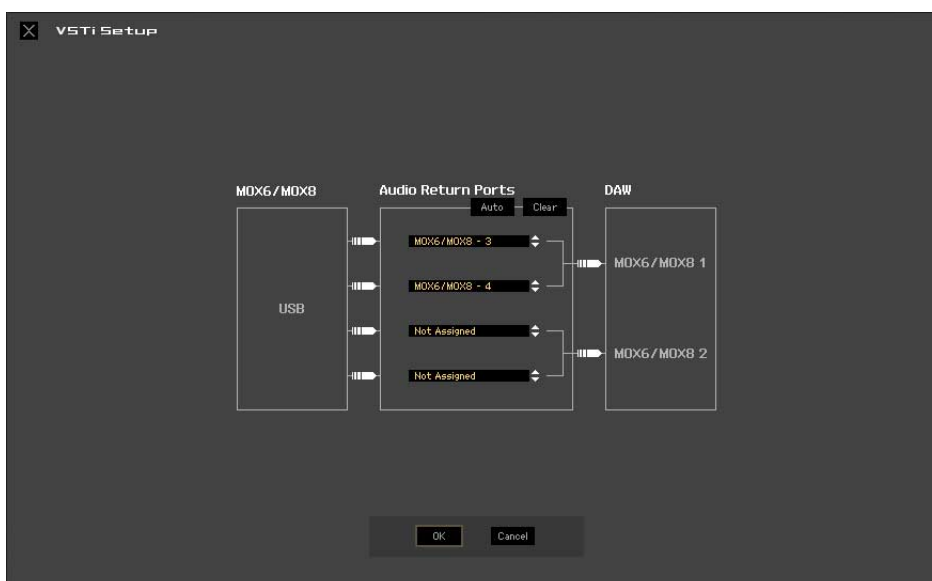 VSTi Setup
MOX6/MOX8
Audio Return Ports
DAW
Auto
Clear
MOX6/MOX8 - 3
MOX6/MOX8 1
MOX6/MOX8 - 4
USB
Not Assigned
MOX6/MOX8 2
Not Assigned
OK
Cancel